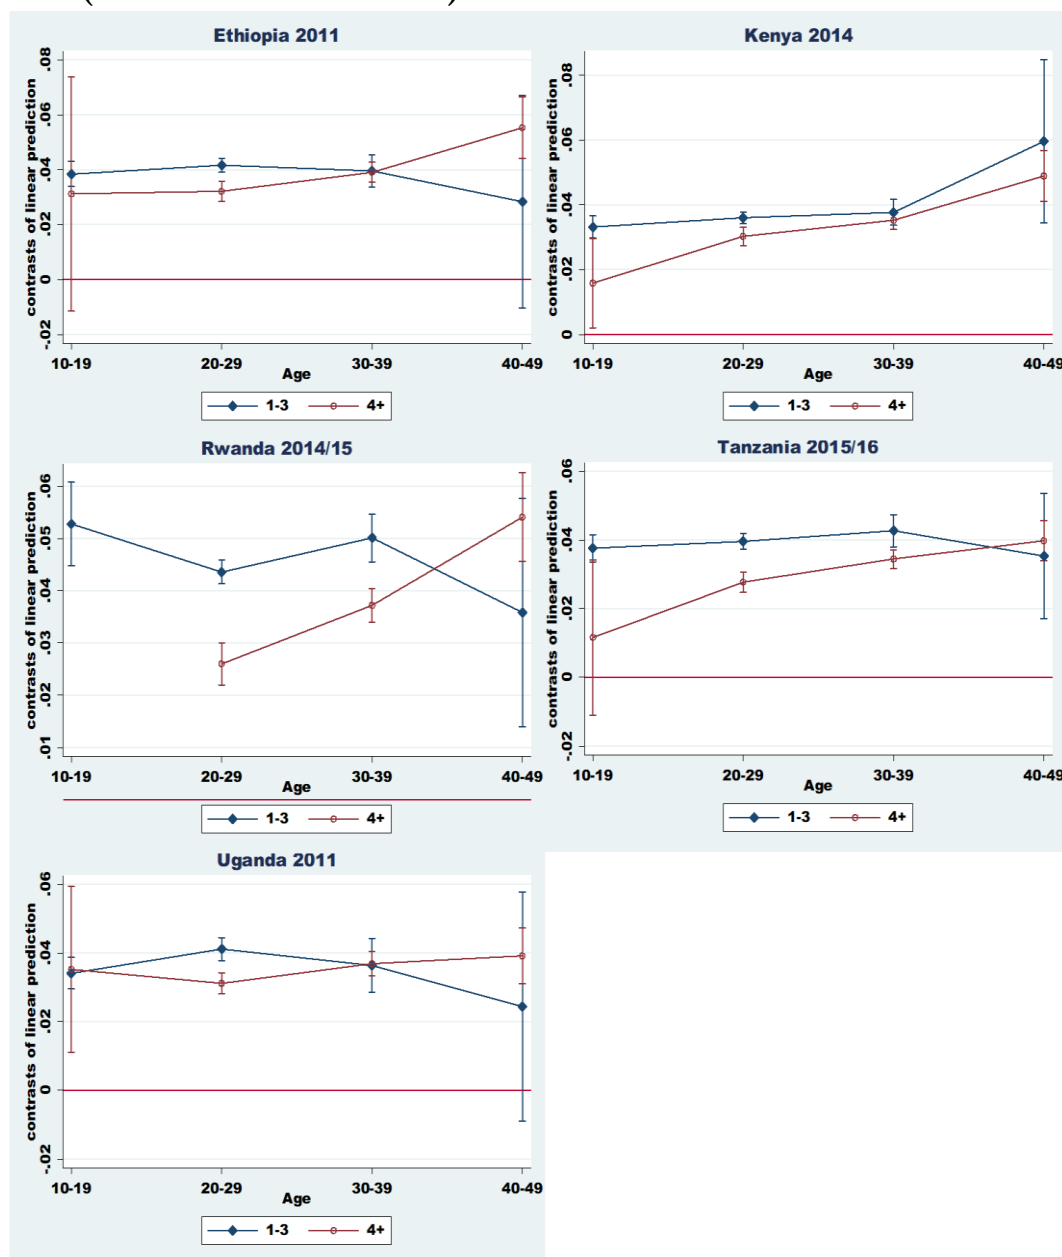 Ethiopia 2011
contrasts of linear prediction
.08
.06
.04
.02
0
-.02
10-19 20-29 30-39 40-49
Age
1-3 4+
Kenya 2014
contrasts of linear prediction
.08
.06
.04
.02
0
10-19 20-29 30-39 40-49
Age
1-3 4+
Rwanda 2014/15
contrasts of linear prediction
.06
.05
.04
.03
.02
.01
10-19 20-29 30-39 40-49
Age
1-3 4+
Tanzania 2015/16
contrasts of linear prediction
.06
.04
.02
0
-.02
10-19 20-29 30-39 40-49
Age
1-3 4+
Uganda 2011
contrasts of linear prediction
.06
.04
.02
0
-.02
10-19 20-29 30-39 40-49
Age
1-3 4+